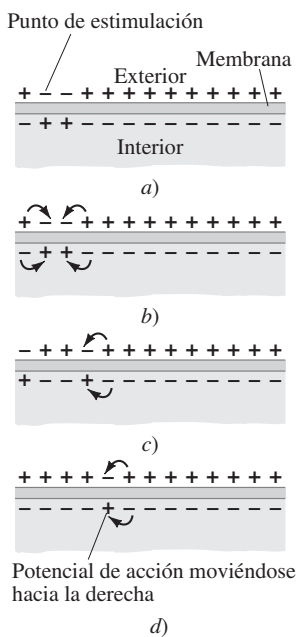 Punto de estimulación
Membrana
Exterior
+ – – + + + + + + + + + +
– + + – – – – – – – – – –
Interior
a)
+ – – + + + + + + + + + +
– + + – – – – – – – – – –
b)
– + + – + + + + + + + + +
+ – – + – – – – – – – – –
c)
+ + + + – + + + + + + + +
– – – – + – – – – – – – –
Potencial de acción moviéndose
hacia la derecha
d)